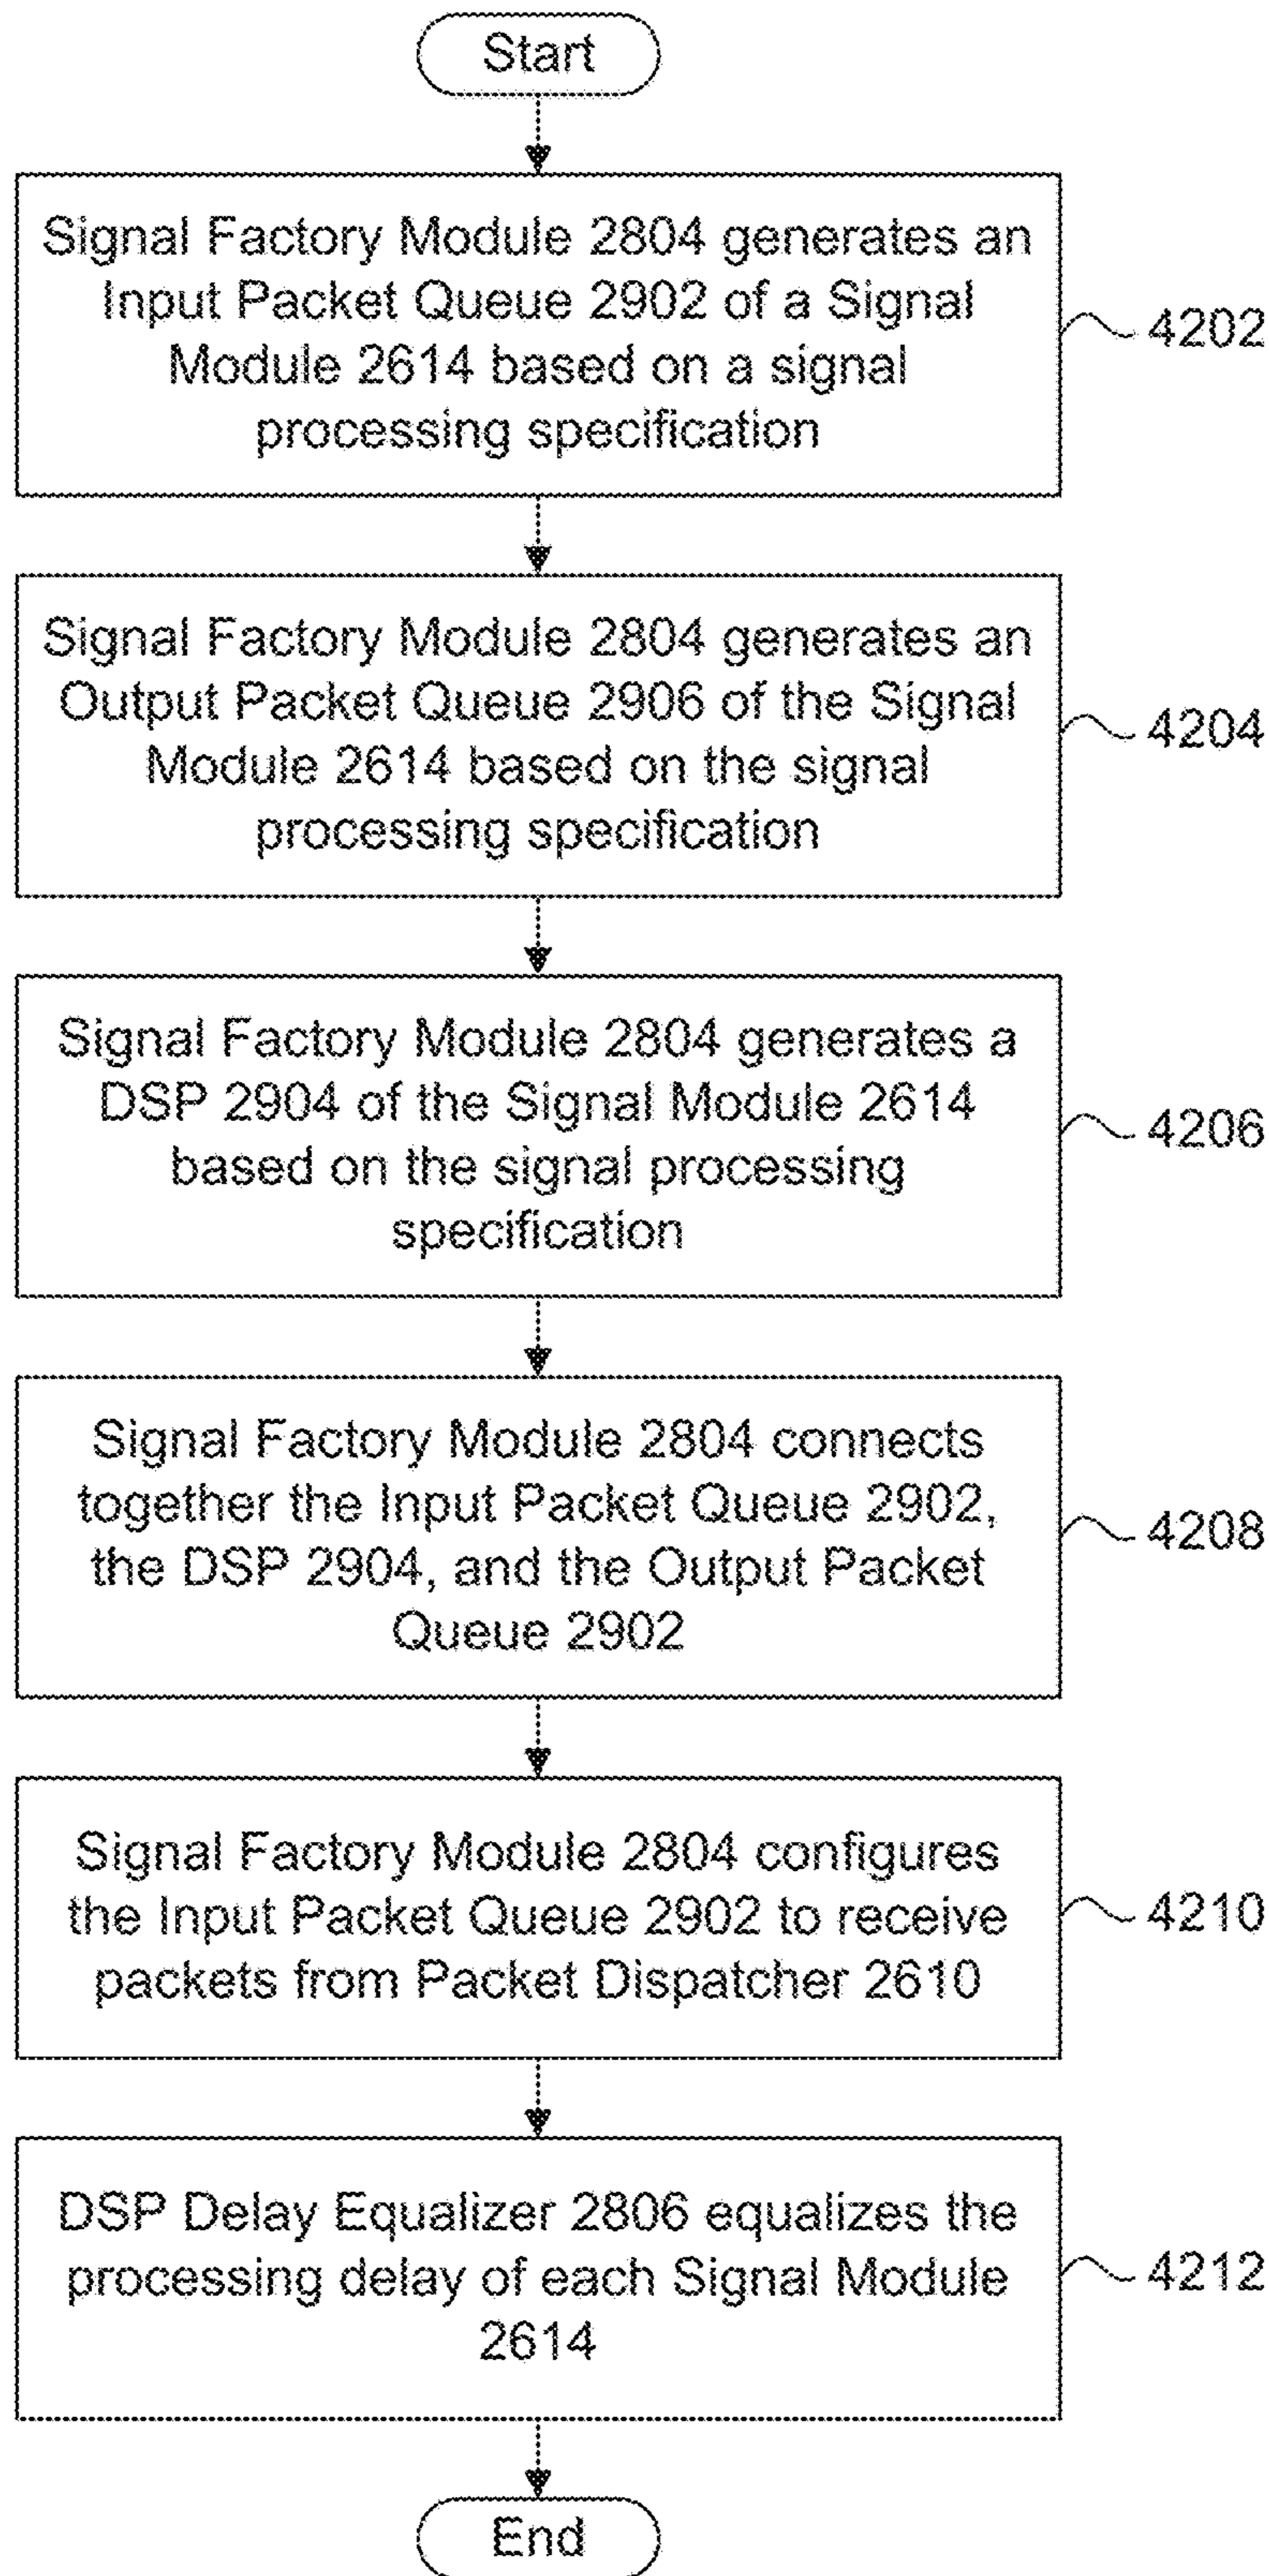 Start
Signal Factory Module 2804 generates an
Input Packet Queue 2902 of a Signal
Module 2614 based on a signal
processing specification
4202
Signal Factory Module 2804 generates an
Output Packet Queue 2906 of the Signal
Module 2614 based on the signal
processing specification
4204
Signal Factory Module 2804 generates a
DSP 2904 of the Signal Module 2614
based on the signal processing
specification
4206
Signal Factory Module 2804 connects
together the Input Packet Queue 2902,
the DSP 2904, and the Output Packet
Queue 2902
4208
Signal Factory Module 2804 configures
the Input Packet Queue 2902 to receive
packets from Packet Dispatcher 2610
4210
DSP Delay Equalizer 2806 equalizes the
processing delay of each Signal Module
2614
4212
End